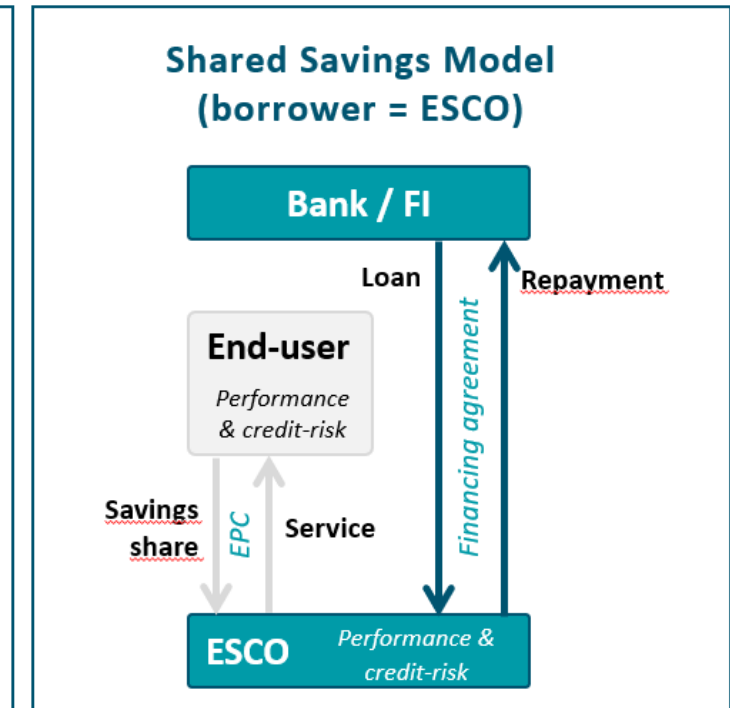 Shared Savings Model
(borrower = ESCO)
Bank / FI
Loan
Repayment
Financing agreement
End-user
Performance
& credit-risk
Savings
share
EPC
Service
ESCO
Performance &
credit-risk